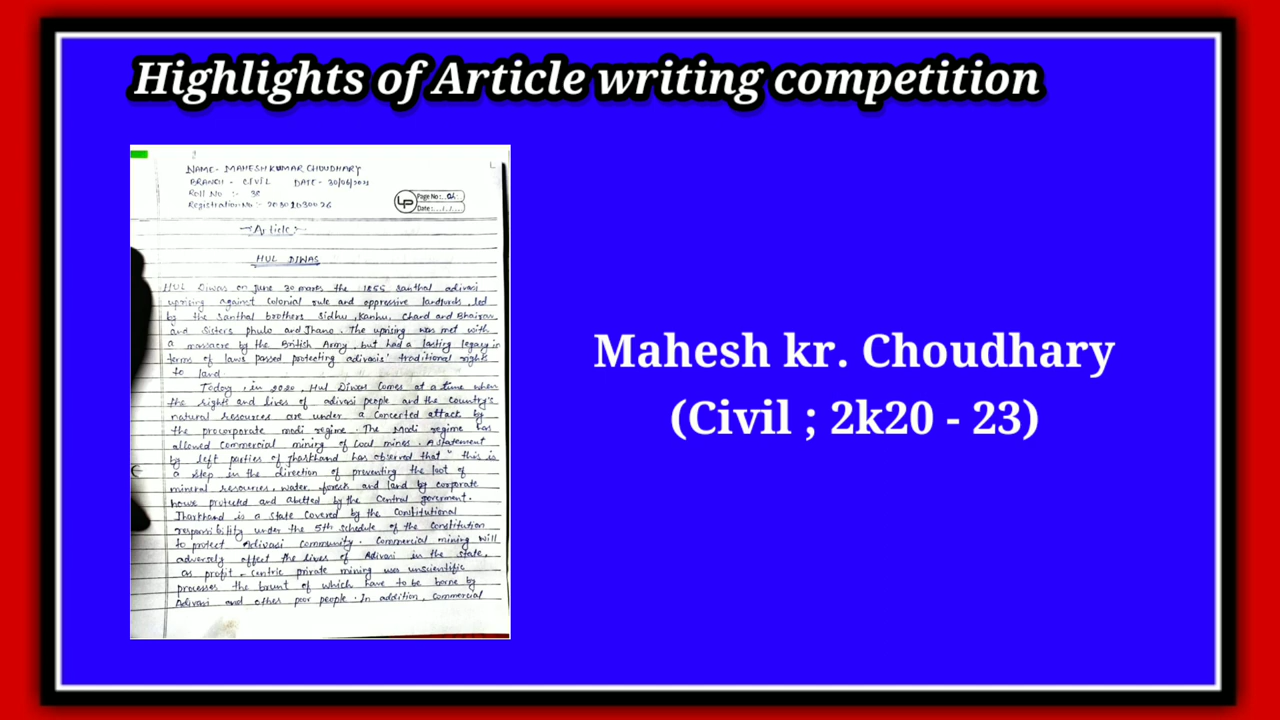 Highlights of Article writing competition
NAME- MAHESH KUMAR CHOUDHARY
BRANCH - CIVIL DATE - 30/06/2021
Roll No :- 38
Registration No :- 20301030026
LP Page No:
Date: .../.../....
Article
HUL DIWAS
HUL Diwas on June 30 marks the 1855 santhal adivasi
uprising against colonial rule and oppressive landlords, led
by the santhal brothers Sidhu, Kanhu, Chand and Bhairav
and sisters phulo and Jhano. The uprising was met with
a massacre by the British Army, but had a lasting legacy in
terms of laws passed protecting adivasis' traditional rights
to land.
Today, in 2020, Hul Diwas comes at a time when
the rights and lives of adivasi people and the country's
natural resources are under a concerted attack by
the procorporate modi regime. The Modi regime has
allowed commercial mining of coal mines. A statement
by left parties of Jharkhand has observed that "this is
a step in the direction of preventing the loot of
mineral resources, water, forests and land by corporate
house protected and abetted by the Central goverment.
Jharkhand is a state covered by the Constitutional
responsibility under the 5th schedule of the Constitution
to protect Adivasi community. Commercial mining will
adversely affect the lives of Adivasi in the state,
as profit-centric private mining uses unscientific
processes the brunt of which have to be borne by
Adivasi and other poor people. In addition, commercial
Mahesh kr. Choudhary
(Civil ; 2k20 - 23)